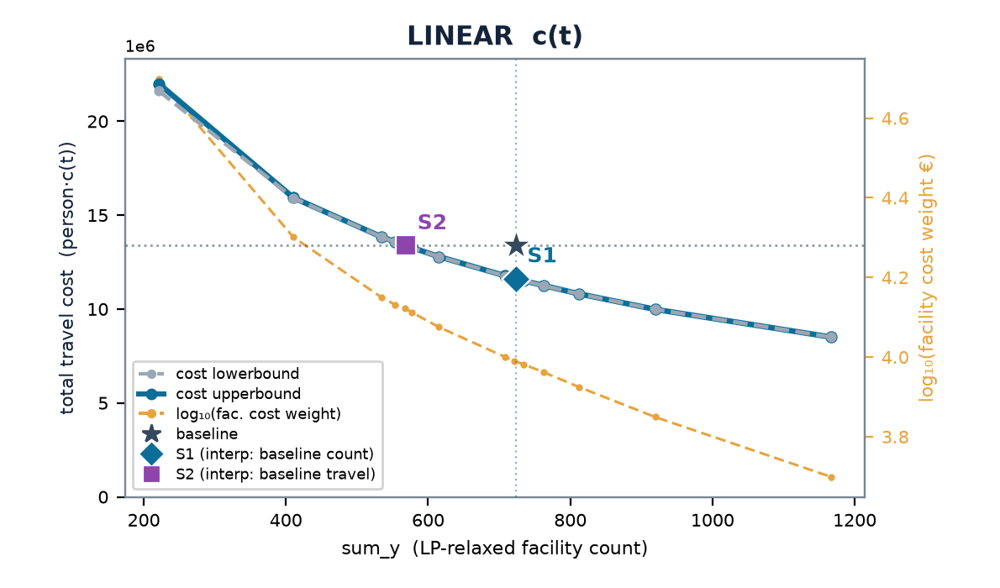 LINEAR c(t)
1e6
20
15
10
5
0
total travel cost (person·c(t))
4.6
4.4
4.2
4.0
3.8
log₁₀(facility cost weight €)
S2
S1
cost lowerbound
cost upperbound
log₁₀(fac. cost weight)
baseline
S1 (interp: baseline count)
S2 (interp: baseline travel)
200 400 600 800 1000 1200
sum_y (LP-relaxed facility count)